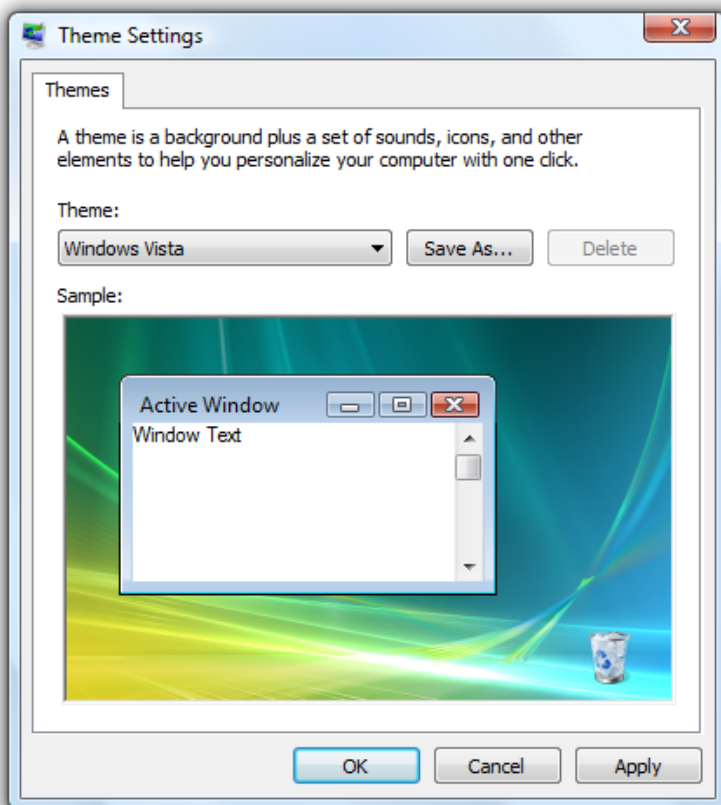 Theme Settings
Themes
A theme is a background plus a set of sounds, icons, and other
elements to help you personalize your computer with one click.
Theme:
Windows Vista
Save As...
Delete
Sample:
Active Window
Window Text
OK
Cancel
Apply